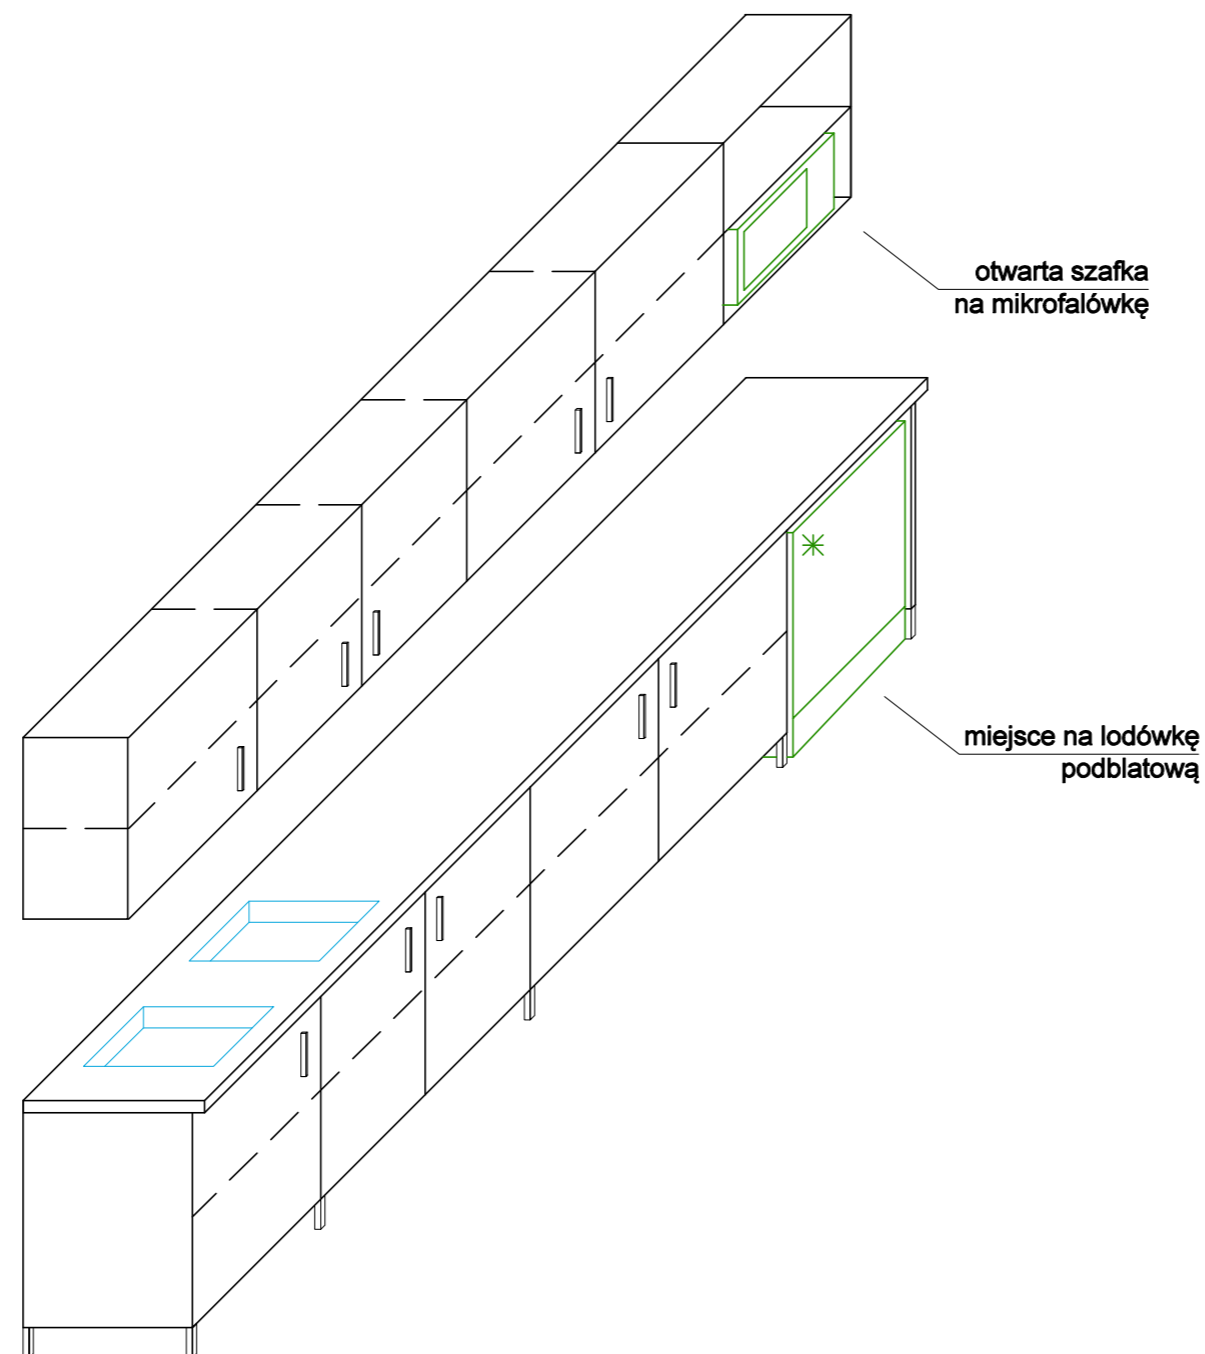 otwarta szafka
na mikrofalówkę
miejsce na lodówkę
podblatową